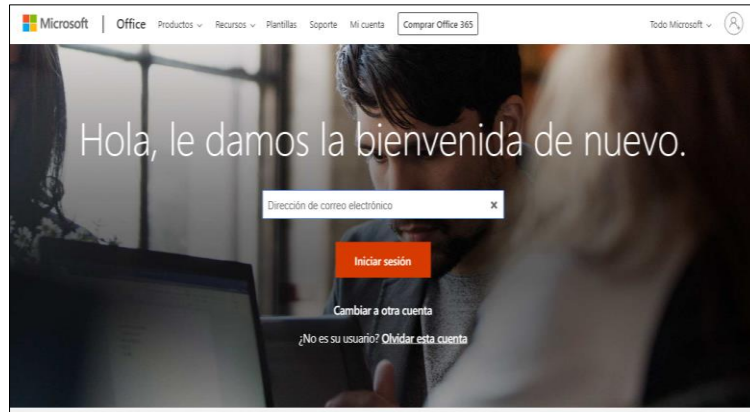 Microsoft | Office Productos Recursos Plantillas Soporte Mi cuenta Comprar Office 365 Todo Microsoft
Hola, le damos la bienvenida de nuevo.
Dirección de correo electrónico x
Iniciar sesión
Cambiar a otra cuenta
¿No es su usuario? Olvidar esta cuenta